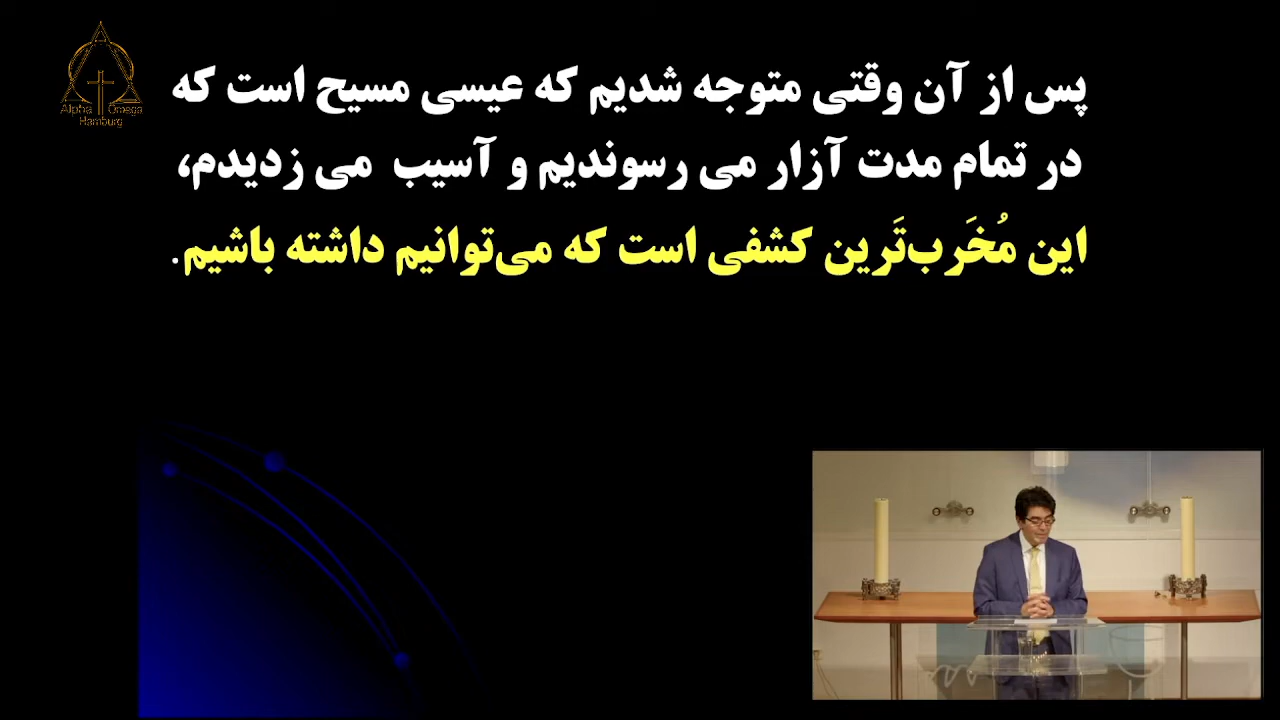 Alpha Omega
Hamburg
پس از آن وقتی متوجه شدیم که عیسی مسیح است که
در تمام مدت آزار می رسوندیم و آسیب می زدیدم،
این مُخَرب‌تَرین کشفی است که می‌توانیم داشته باشیم.